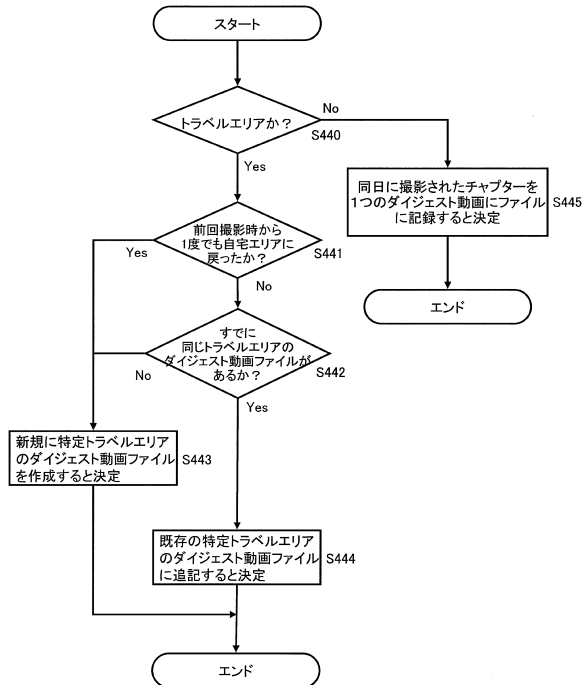 スタート
トラベルエリアか？
No
S440
Yes
同日に撮影されたチャプターを
１つのダイジェスト動画にファイル
に記録すると決定
S445
エンド
前回撮影時から
１度でも自宅エリアに
戻ったか？
Yes
S441
No
すでに
同じトラベルエリアの
ダイジェスト動画ファイルが
あるか？
S442
No
Yes
新規に特定トラベルエリア
のダイジェスト動画ファイル
を作成すると決定
S443
既存の特定トラベルエリア
のダイジェスト動画ファイル
に追記すると決定
S444
エンド